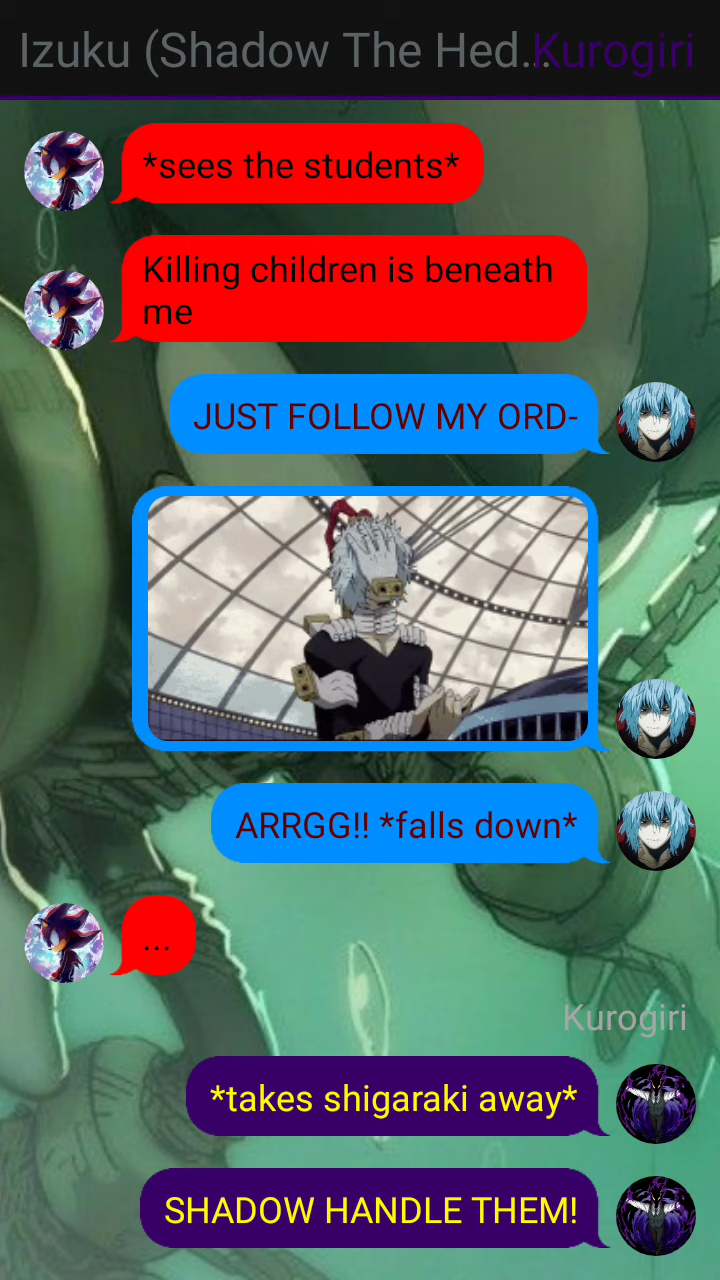 Izuku (Shadow The Hed... Kurogiri
*sees the students*
Killing children is beneath
me
JUST FOLLOW MY ORD-
ARRGG!! *falls down*
...
Kurogiri
*takes shigaraki away*
SHADOW HANDLE THEM!